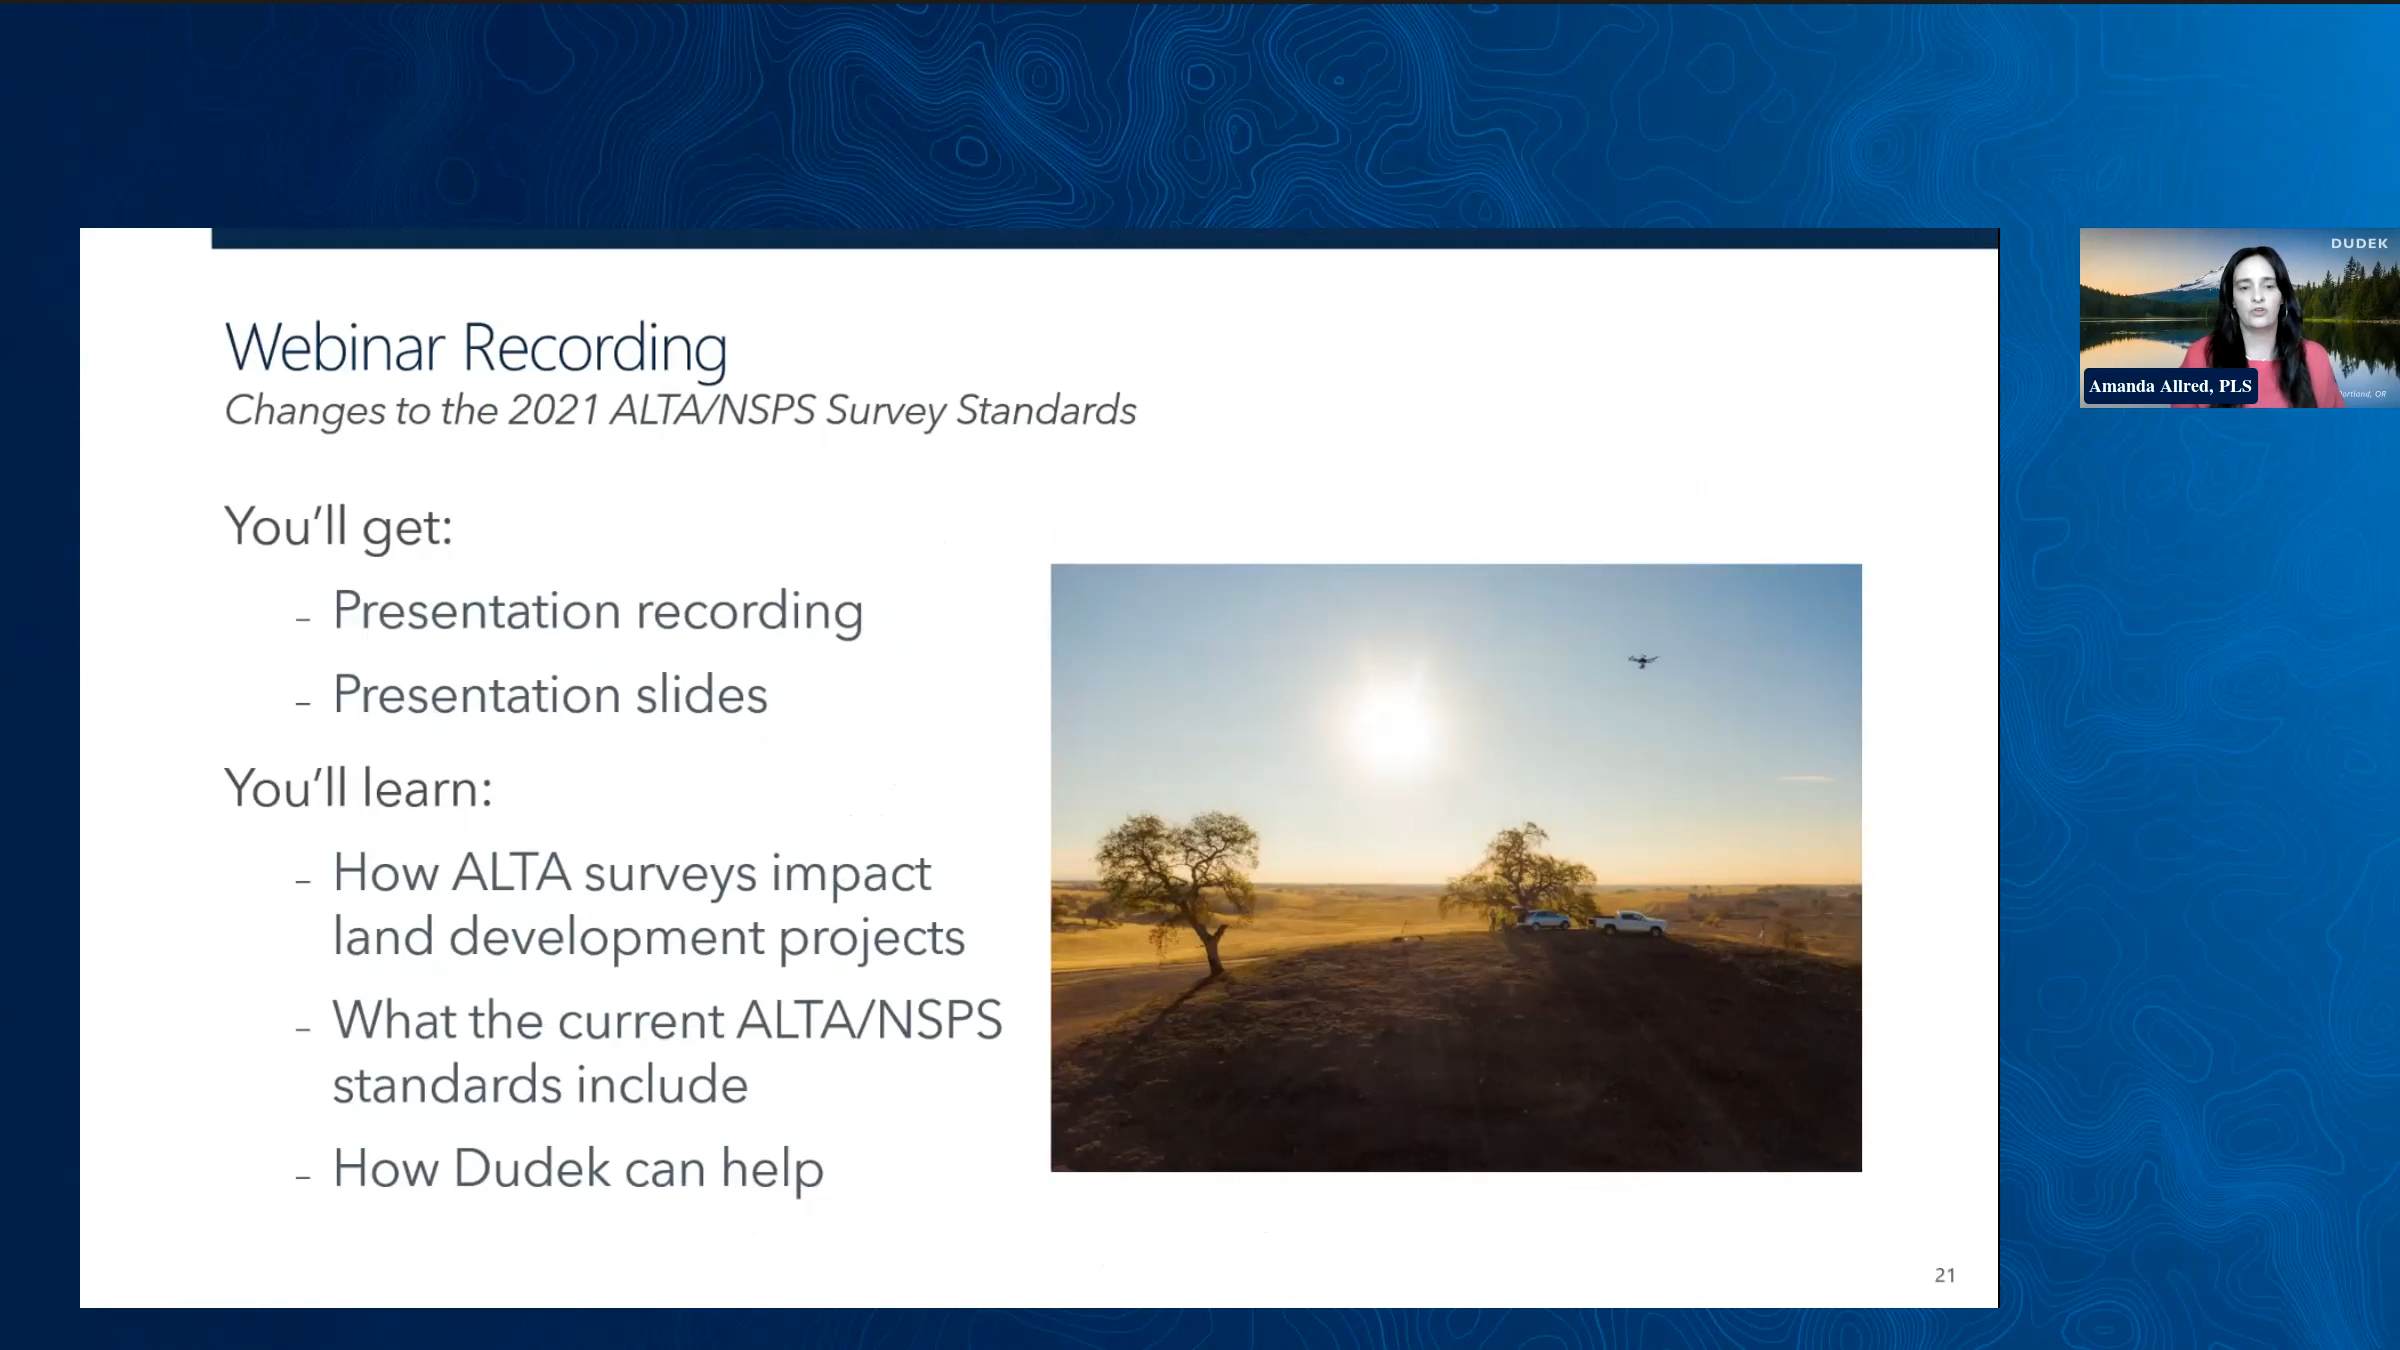 Webinar Recording
Changes to the 2021 ALTA/NSPS Survey Standards
You'll get:
– Presentation recording
– Presentation slides
You'll learn:
– How ALTA surveys impact
land development projects
– What the current ALTA/NSPS
standards include
– How Dudek can help
21
DUDEK
Amanda Allred, PLS
Portland, OR